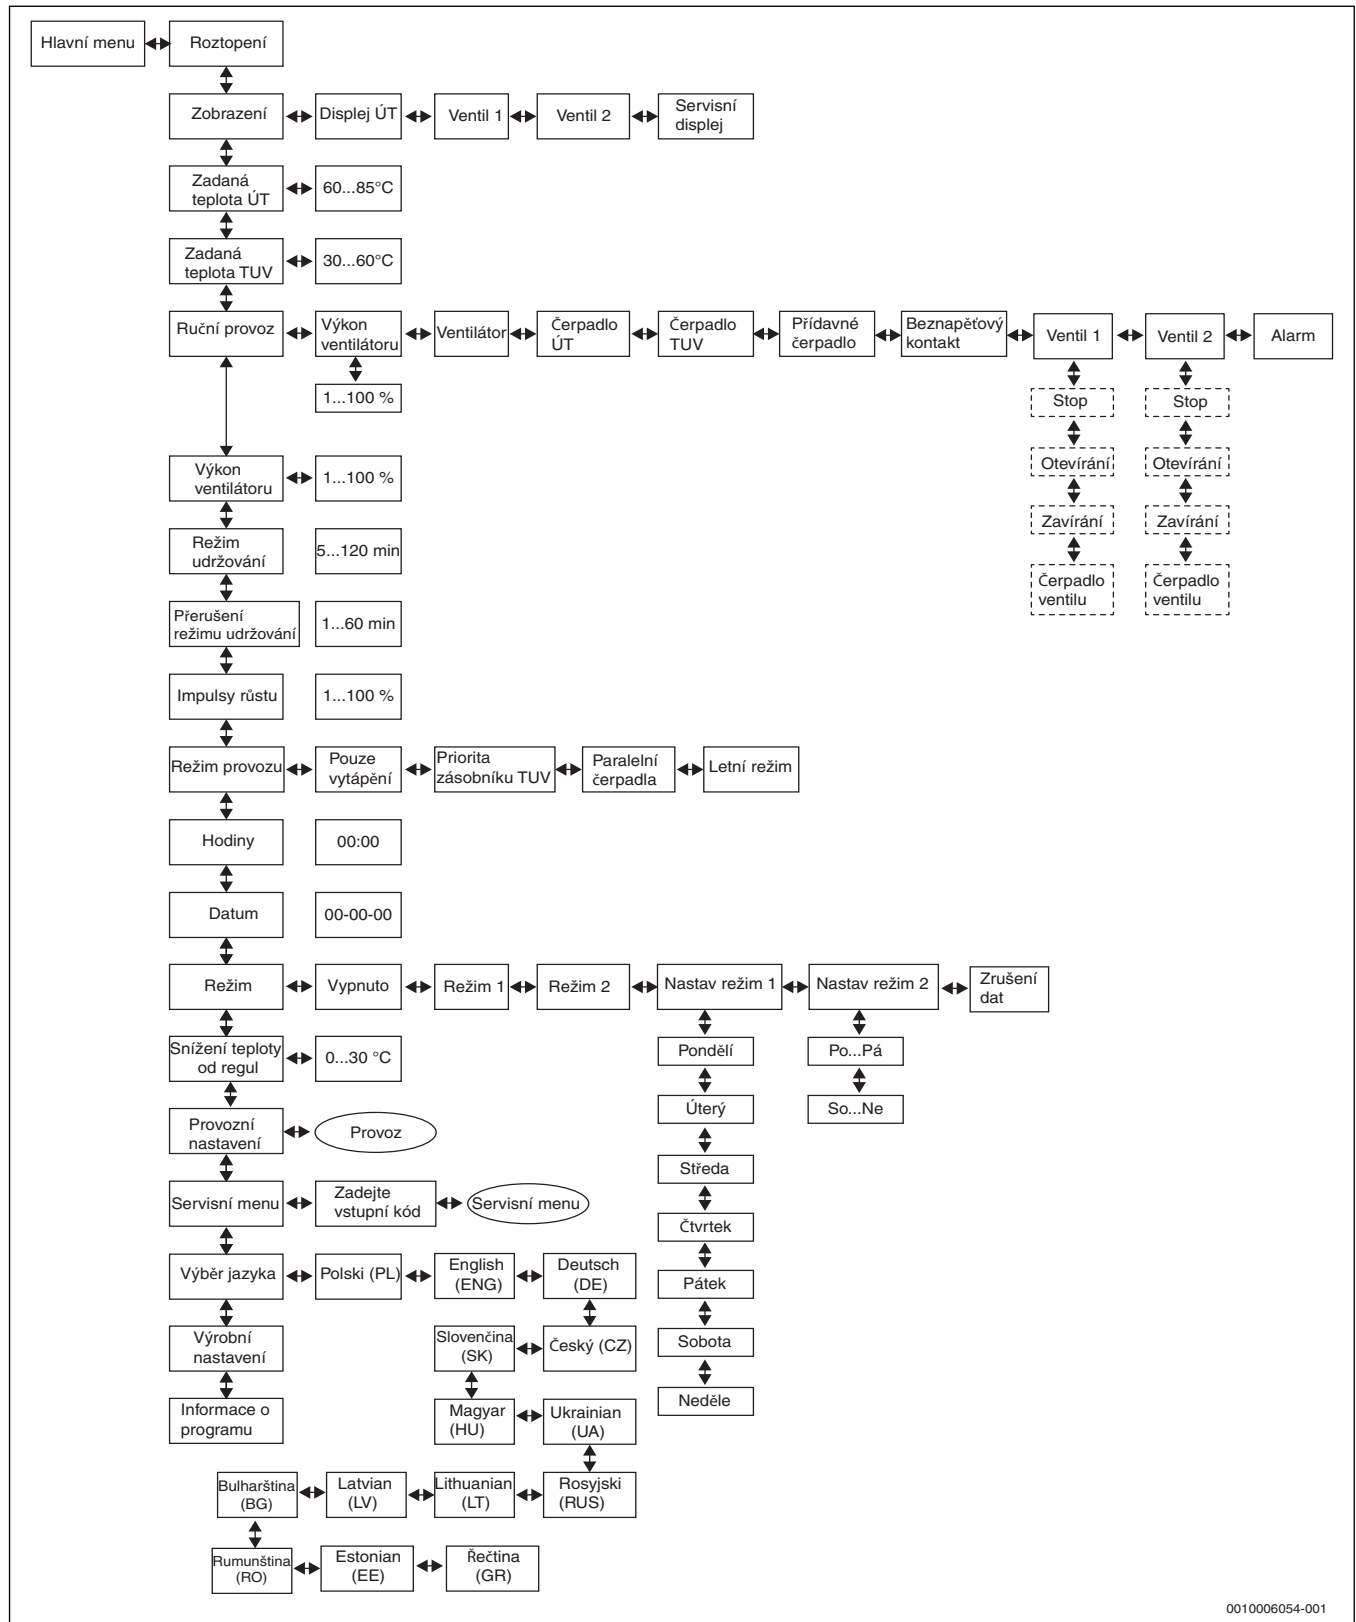 Hlavní menu
Roztopení
Zobrazení
Displej ÚT
Ventil 1
Ventil 2
Servisní
displej
Zadaná
teplota ÚT
60...85°C
Zadaná
teplota TUV
30...60°C
Ruční provoz
Výkon
ventilátoru
Ventilátor
Čerpadlo
ÚT
Čerpadlo
TUV
Přídavné
čerpadlo
Beznapěťový
kontakt
Ventil 1
Ventil 2
Alarm
1...100 %
Stop
Stop
Otevírání
Otevírání
Zavírání
Zavírání
Čerpadlo
ventilu
Čerpadlo
ventilu
Výkon
ventilátoru
1...100 %
Režim
udržování
5...120 min
Přerušení
režimu udržování
1...60 min
Impulsy růstu
1...100 %
Režim provozu
Pouze
vytápění
Priorita
zásobníku TUV
Paralelní
čerpadla
Letní režim
Hodiny
00:00
Datum
00-00-00
Režim
Vypnuto
Režim 1
Režim 2
Nastav režim 1
Nastav režim 2
Zrušení
dat
Pondělí
Úterý
Středa
Čtvrtek
Pátek
Sobota
Neděle
Po...Pá
So...Ne
Snížení teploty
od regul
0...30 °C
Provozní
nastavení
Provoz
Servisní menu
Zadejte
vstupní kód
Servisní menu
Výběr jazyka
Polski (PL)
English
(ENG)
Deutsch
(DE)
Výrobní
nastavení
Slovenčina
(SK)
Český (CZ)
Informace o
programu
Magyar
(HU)
Ukrainian
(UA)
Bulharština
(BG)
Latvian
(LV)
Lithuanian
(LT)
Rosyjski
(RUS)
Rumunština
(RO)
Estonian
(EE)
Řečtina
(GR)
0010006054-001